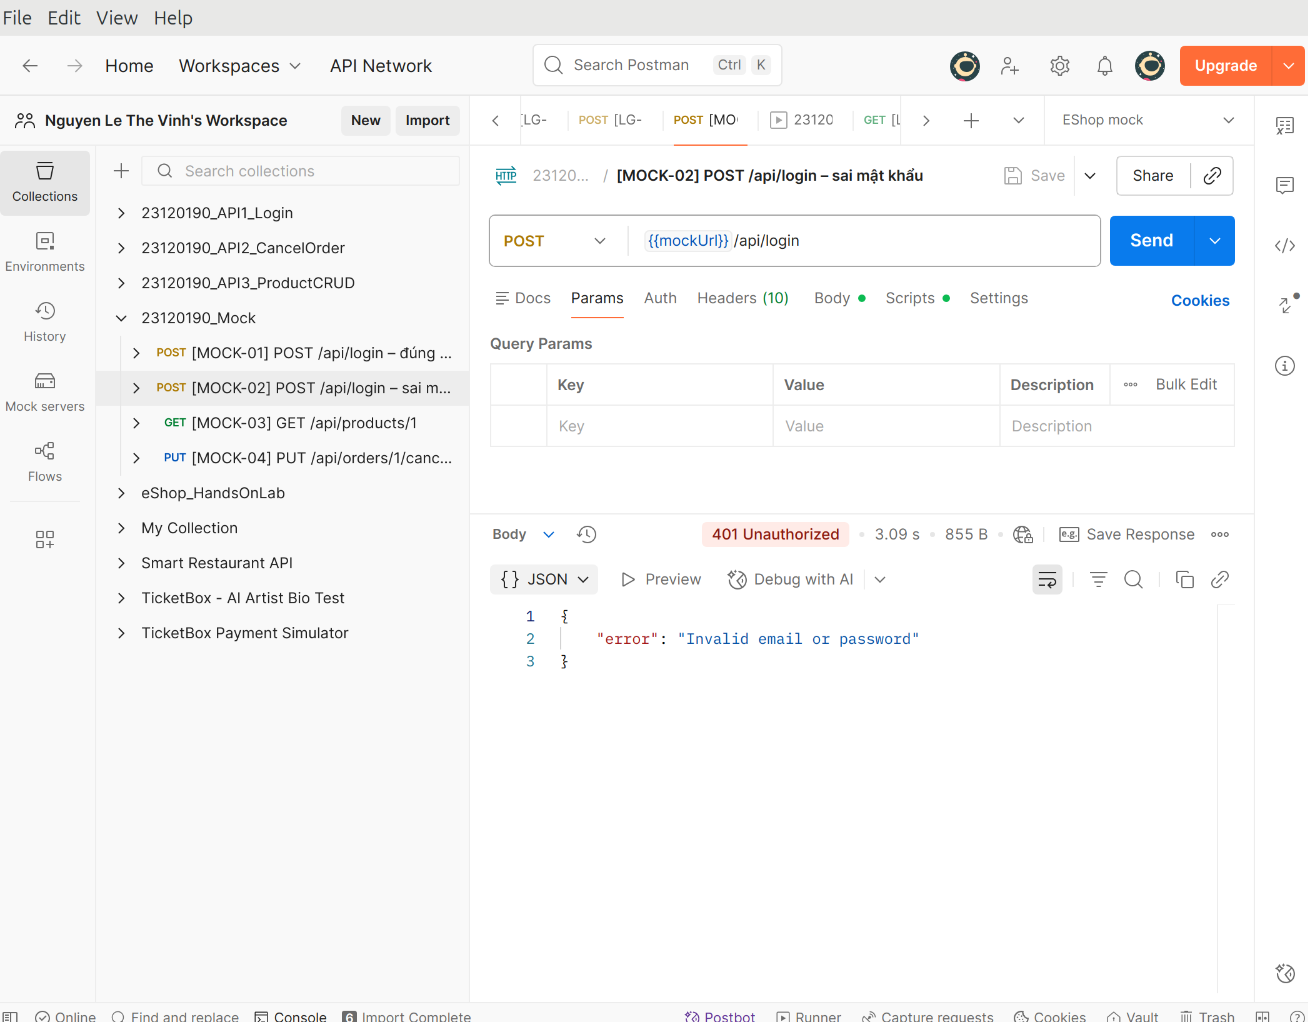 File Edit View Help
Home Workspaces API Network Search Postman Ctrl K Upgrade
Nguyen Le The Vinh's Workspace New Import
[LG- POST [LG- POST [MO 23120 GET EShop mock
Collections
Search collections
23120... / [MOCK-02] POST /api/login – sai mật khẩu Save Share
23120190_API1_Login
23120190_API2_CancelOrder
23120190_API3_ProductCRUD
23120190_Mock
POST [MOCK-01] POST /api/login – đúng ...
POST [MOCK-02] POST /api/login – sai m...
GET [MOCK-03] GET /api/products/1
PUT [MOCK-04] PUT /api/orders/1/canc...
eShop_HandsOnLab
My Collection
Smart Restaurant API
TicketBox - AI Artist Bio Test
TicketBox Payment Simulator
Environments
History
Mock servers
Flows
POST {{mockUrl}}/api/login Send
Docs Params Auth Headers (10) Body Scripts Settings Cookies
Query Params
Key Value Description Bulk Edit
Key Value Description
Body 401 Unauthorized 3.09 s 855 B e.g. Save Response
{} JSON Preview Debug with AI
1 {
2 "error": "Invalid email or password"
3 }
Online Find and replace Console 6 Import Complete Postbot Runner Capture requests Cookies Vault Trash